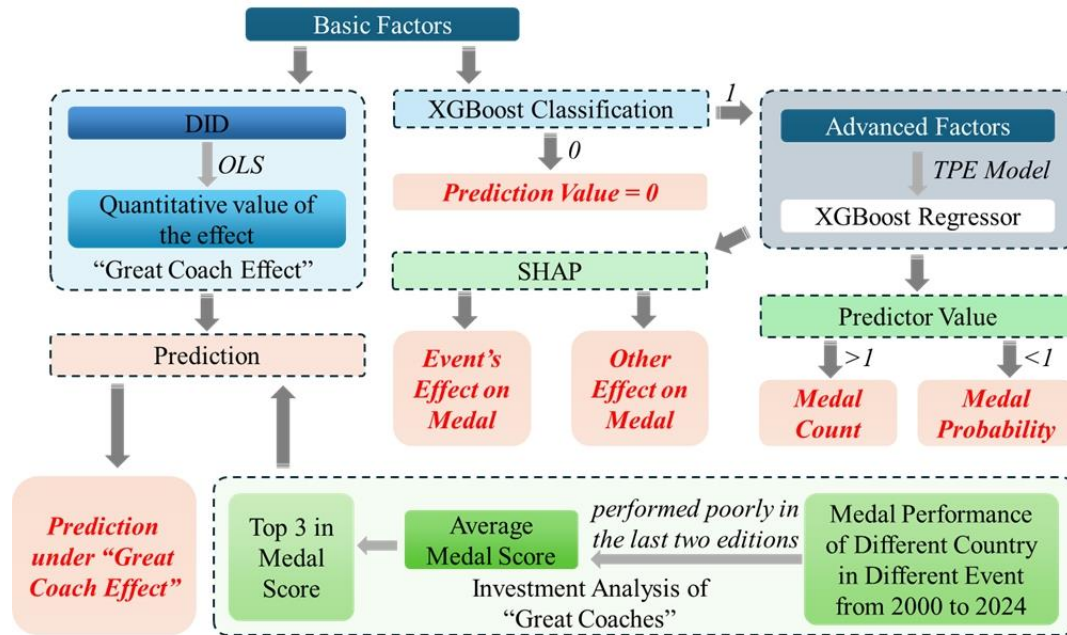 Basic Factors
DID
OLS
Quantitative value of
the effect
“Great Coach Effect”
Prediction
XGBoost Classification
1
0
Prediction Value = 0
Advanced Factors
TPE Model
XGBoost Regressor
SHAP
Event’s
Effect on
Medal
Other
Effect on
Medal
Predictor Value
>1
<1
Medal
Count
Medal
Probability
Prediction
under “Great
Coach Effect”
Top 3 in
Medal
Score
Average
Medal Score
performed poorly in
the last two editions
Investment Analysis of
“Great Coaches”
Medal Performance
of Different Country
in Different Event
from 2000 to 2024